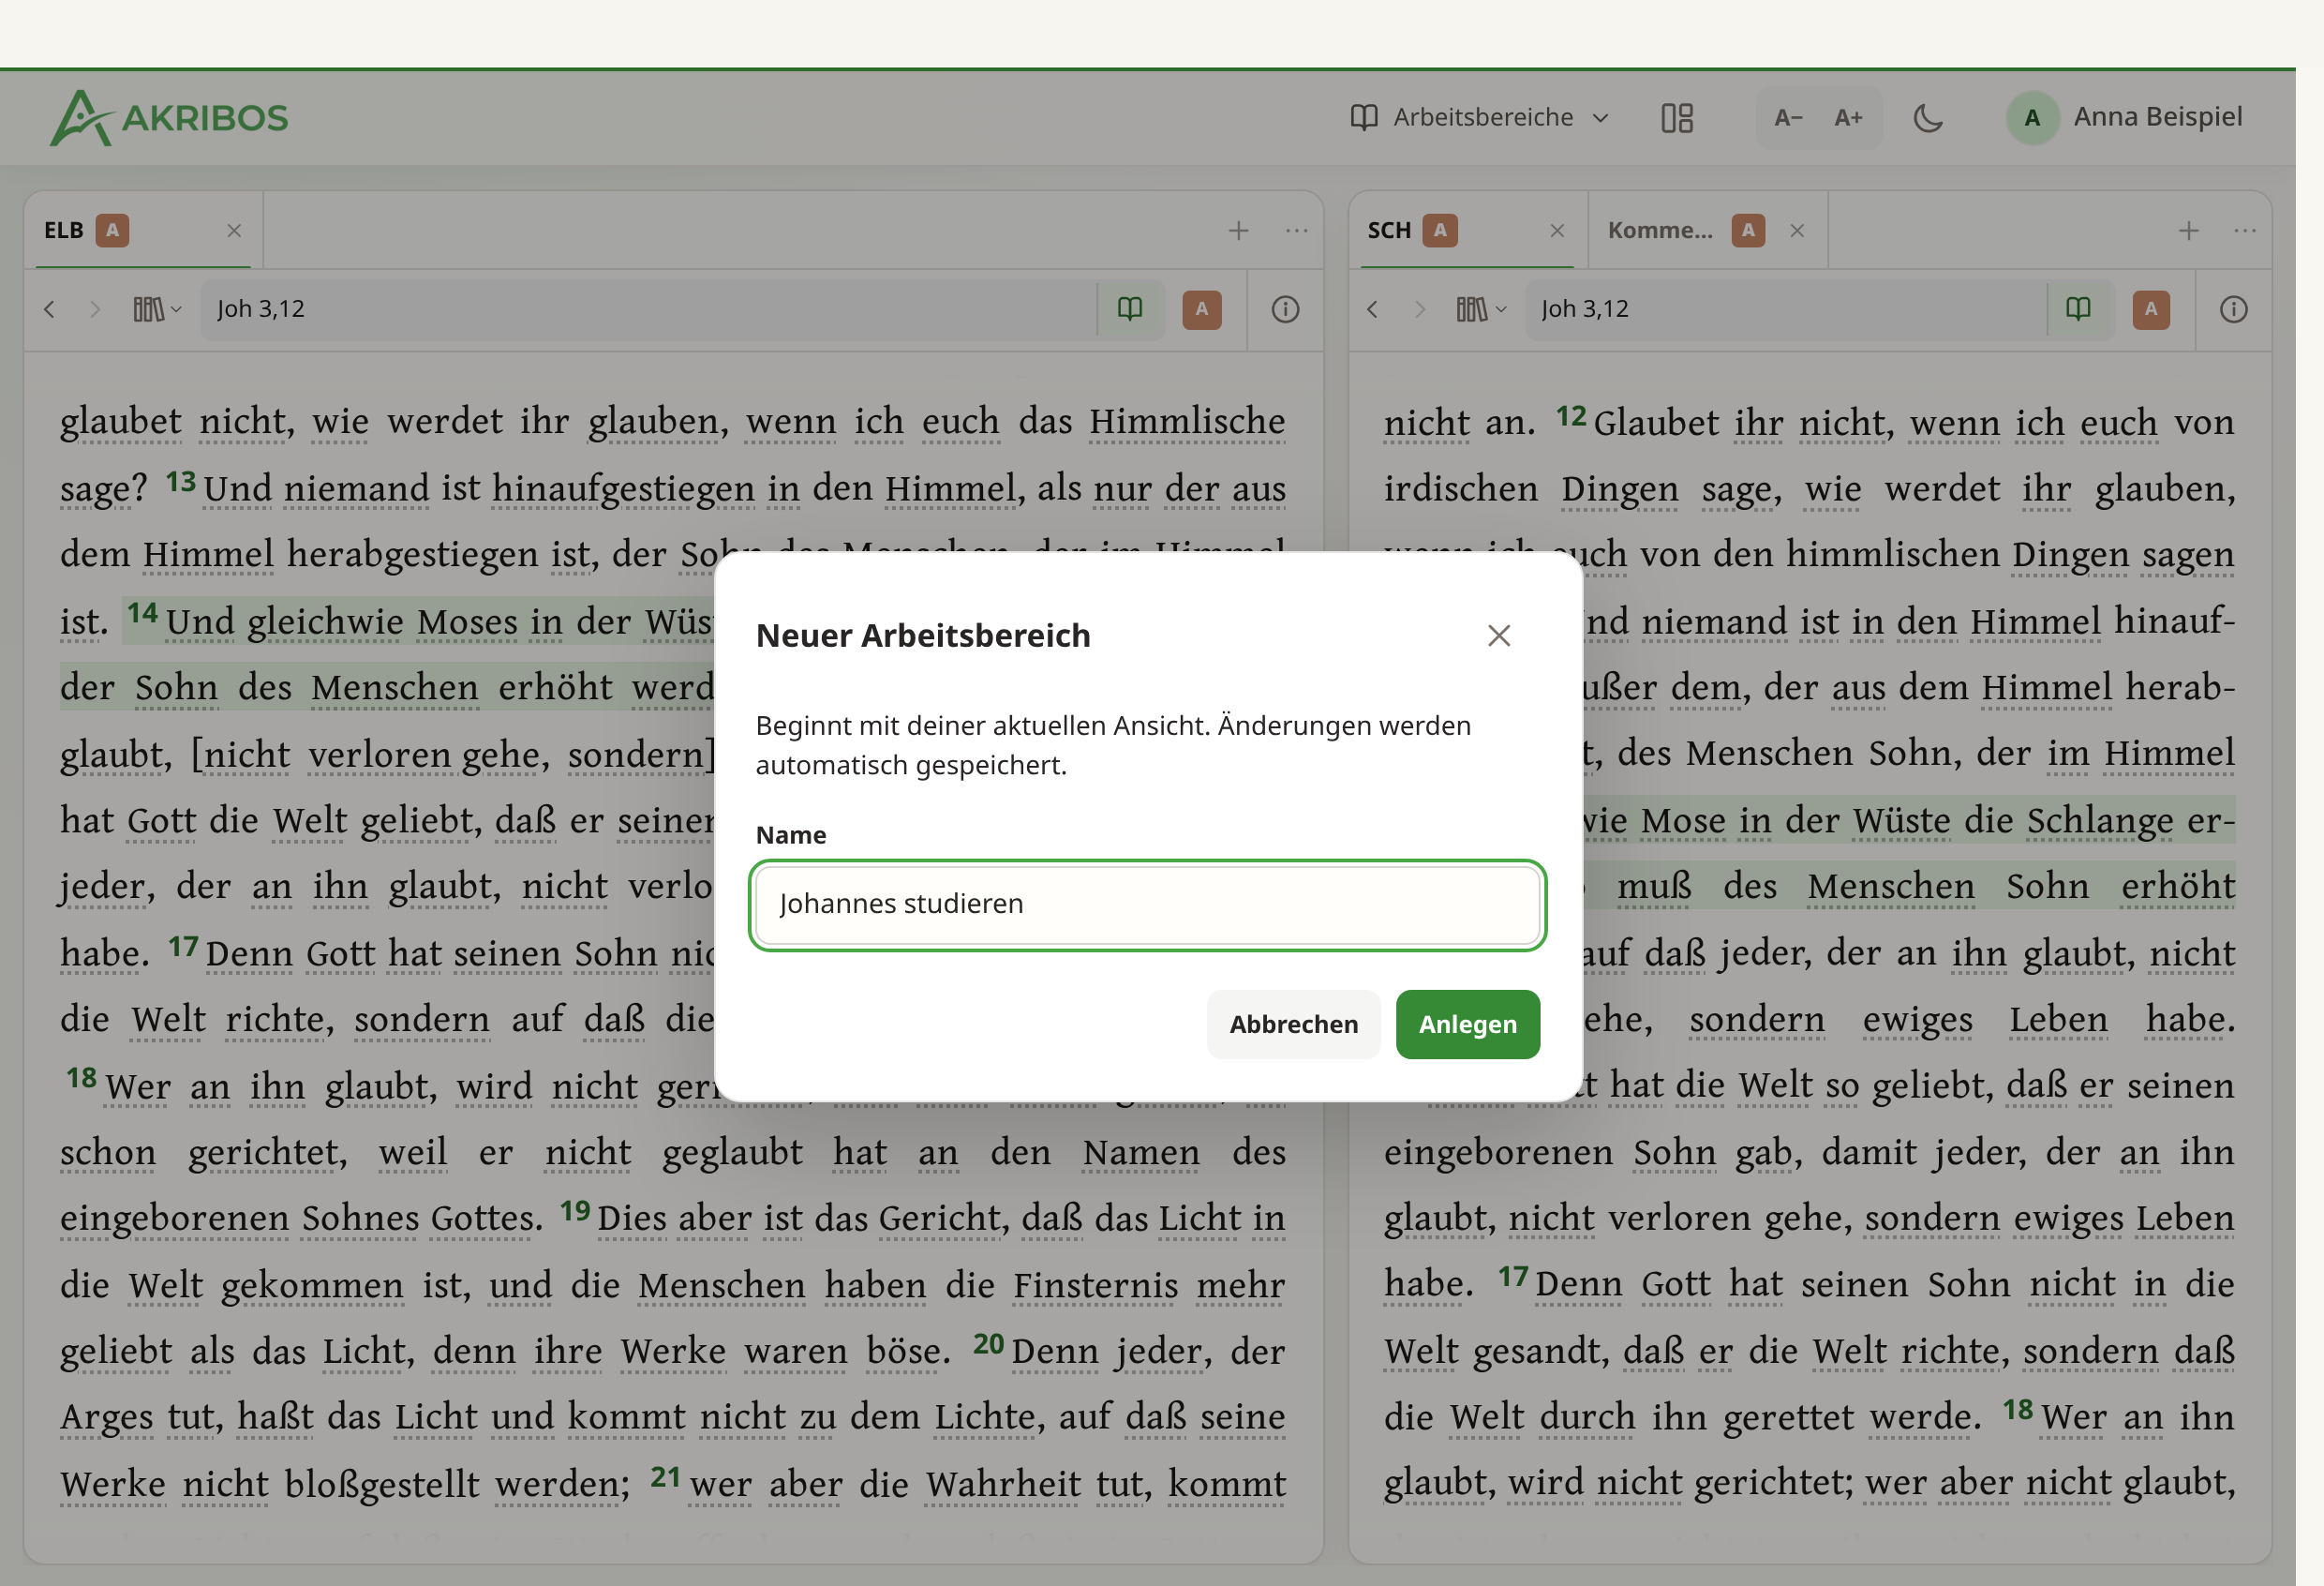 AKRIBOS
Arbeitsbereiche
A−
A+
A
Anna Beispiel
ELB A
SCH A
Komme... A
Joh 3,12
A
Joh 3,12
A
glaubet nicht, wie werdet ihr glauben, wenn ich euch das Himmlische
sage? 13 Und niemand ist hinaufgestiegen in den Himmel, als nur der aus
dem Himmel herabgestiegen ist, der Sohn des Menschen, der im Himmel
ist. 14 Und gleichwie Moses in der
der Sohn des Menschen erhöht
glaubt, [nicht verloren gehe, sondern]
hat Gott die Welt geliebt, daß er
jeder, der an ihn glaubt, nicht
habe. 17 Denn Gott hat seinen Sohn
die Welt richte, sondern auf daß die
18 Wer an ihn glaubt, wird nicht
schon gerichtet, weil er nicht geglaubt hat an den Namen des
eingeborenen Sohnes Gottes. 19 Dies aber ist das Gericht, daß das Licht in
die Welt gekommen ist, und die Menschen haben die Finsternis mehr
geliebt als das Licht, denn ihre Werke waren böse. 20 Denn jeder, der
Arges tut, haßt das Licht und kommt nicht zu dem Lichte, auf daß seine
Werke nicht bloßgestellt werden; 21 wer aber die Wahrheit tut, kommt
nicht an. 12 Glaubet ihr nicht, wenn ich euch von
irdischen Dingen sage, wie werdet ihr glauben,
wenn ich euch von den himmlischen Dingen sagen
niemand ist in den Himmel hinauf-
dem, der aus dem Himmel herab-
des Menschen Sohn, der im Himmel
Mose in der Wüste die Schlange er-
muß des Menschen Sohn erhöht
auf daß jeder, der an ihn glaubt, nicht
sondern ewiges Leben habe.
hat die Welt so geliebt, daß er seinen
eingeborenen Sohn gab, damit jeder, der an ihn
glaubt, nicht verloren gehe, sondern ewiges Leben
habe. 17 Denn Gott hat seinen Sohn nicht in die
Welt gesandt, daß er die Welt richte, sondern daß
die Welt durch ihn gerettet werde. 18 Wer an ihn
glaubt, wird nicht gerichtet; wer aber nicht glaubt,
Neuer Arbeitsbereich
Beginnt mit deiner aktuellen Ansicht. Änderungen werden
automatisch gespeichert.
Name
Johannes studieren
Abbrechen
Anlegen